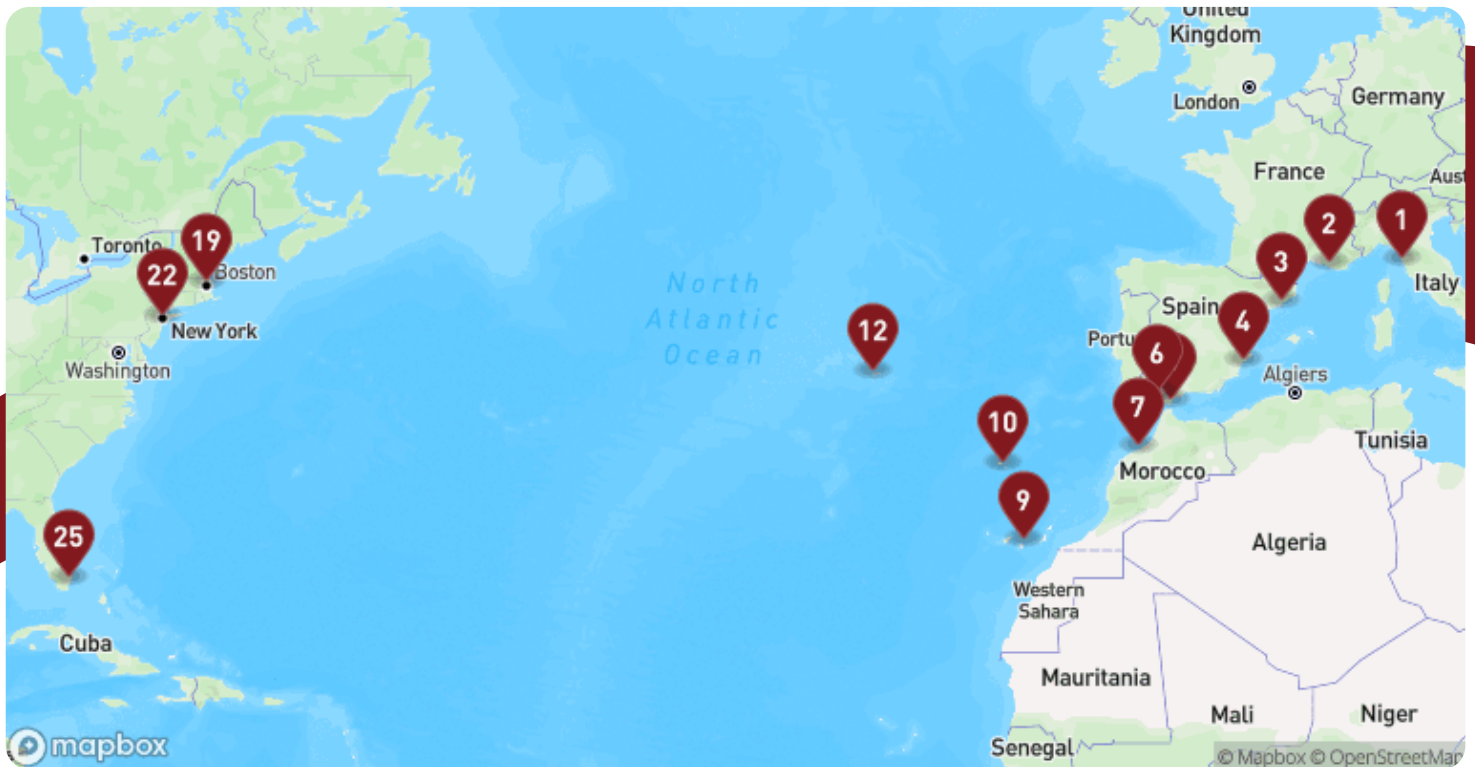 United
Kingdom
London
Germany
France
Aust
Toronto
19
Boston
22
New York
Washington
North
Atlantic
Ocean
12
2
1
3
Italy
Spain
4
Portu
6
Algiers
7
10
Tunisia
Morocco
9
25
Algeria
Western
Sahara
Cuba
Mauritania
Mali
Niger
Senegal
mapbox
© Mapbox © OpenStreetMap